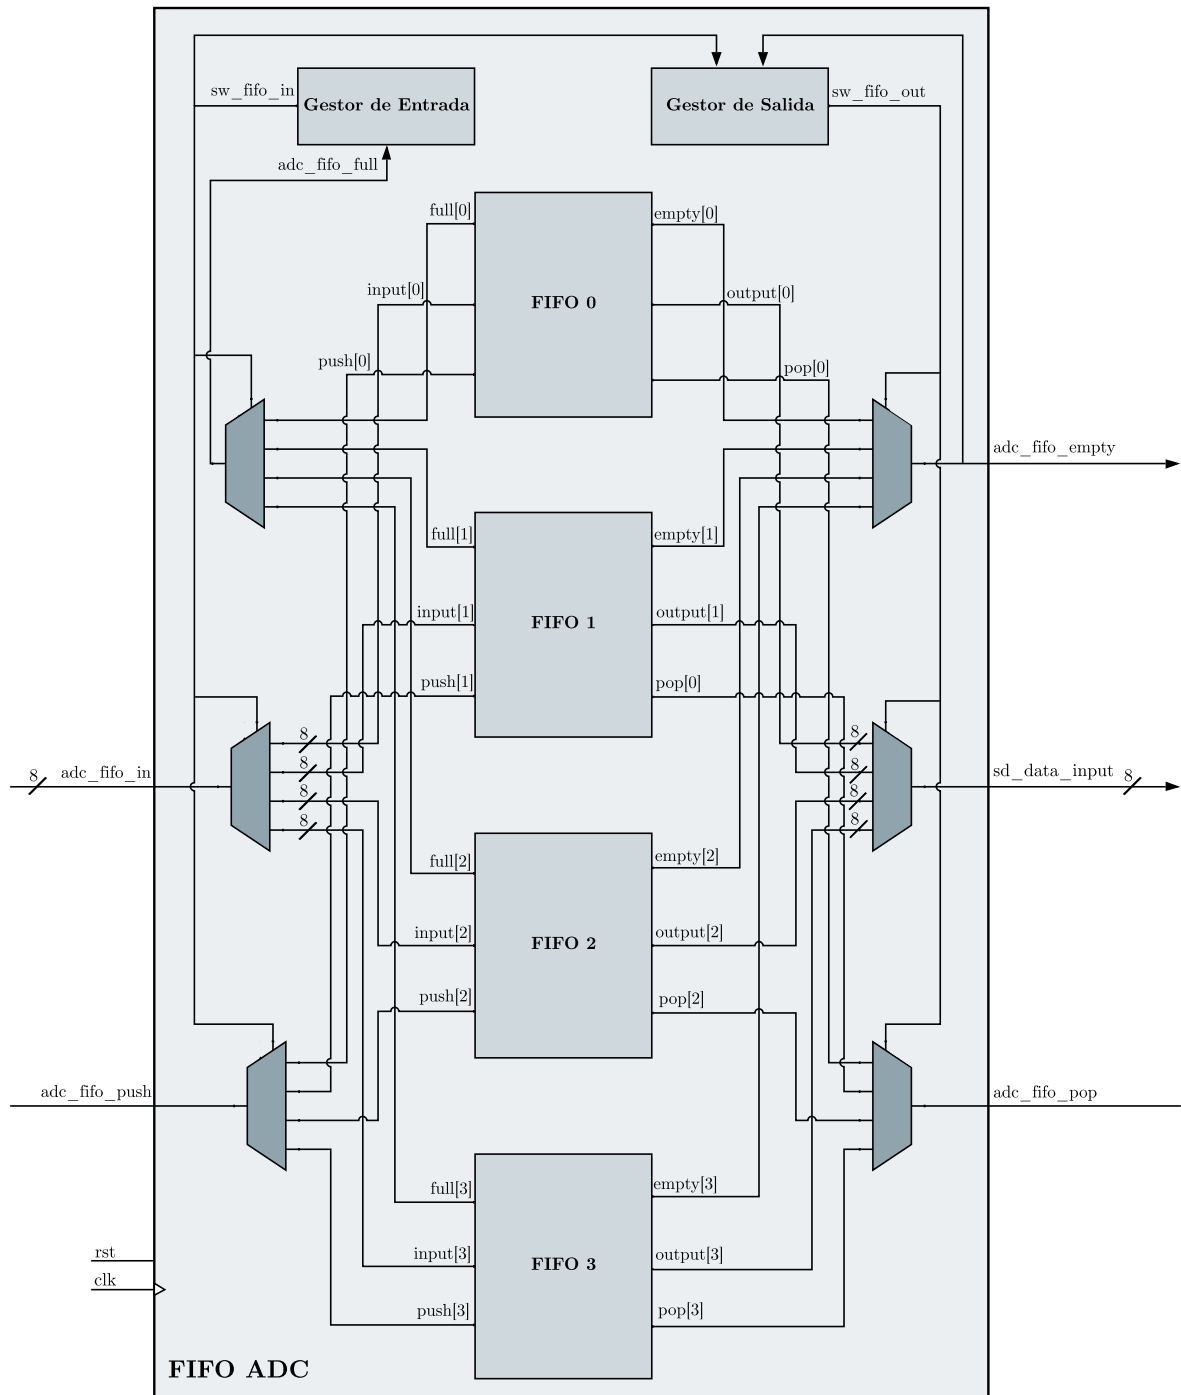 sw_fifo_in
Gestor de Entrada
Gestor de Salida
sw_fifo_out
adc_fifo_full
full[0]
empty[0]
input[0]
FIFO 0
output[0]
push[0]
pop[0]
adc_fifo_empty
full[1]
empty[1]
input[1]
FIFO 1
output[1]
push[1]
pop[0]
8
8
8
8
8
adc_fifo_in
8
8
8
8
sd_data_input
8
full[2]
empty[2]
input[2]
FIFO 2
output[2]
push[2]
pop[2]
adc_fifo_push
adc_fifo_pop
full[3]
empty[3]
input[3]
FIFO 3
output[3]
push[3]
pop[3]
rst
clk
FIFO ADC